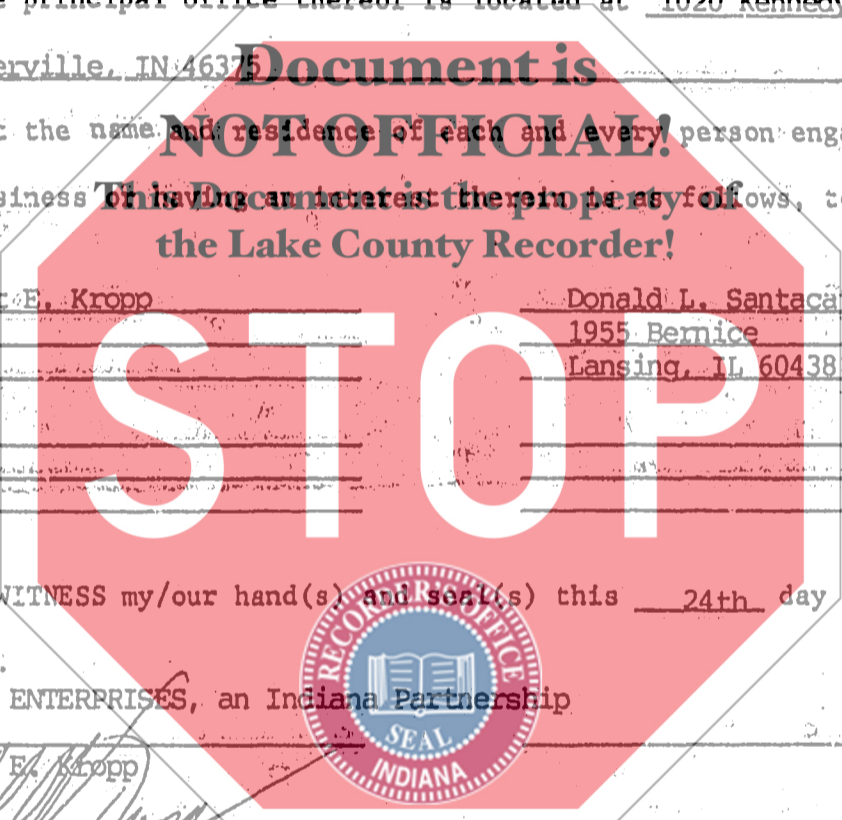 principal office thereof is located at 1020 Kennedy
erville, IN 46375
Document is
the name and residence of each and every person enga
NOT OFFICIAL!
siness or having an interest therein is as follows, to
This Document is the property of
the Lake County Recorder!
E. Kropp Donald L. Santaca
1955 Bernice
Lansing, IL 60438
STOP
WITNESS my/our hand(s) and seal(s) this 24th day
RECORDER'S OFFICE
SEAL
INDIANA
ENTERPRISES, an Indiana Partnership
E. Kropp